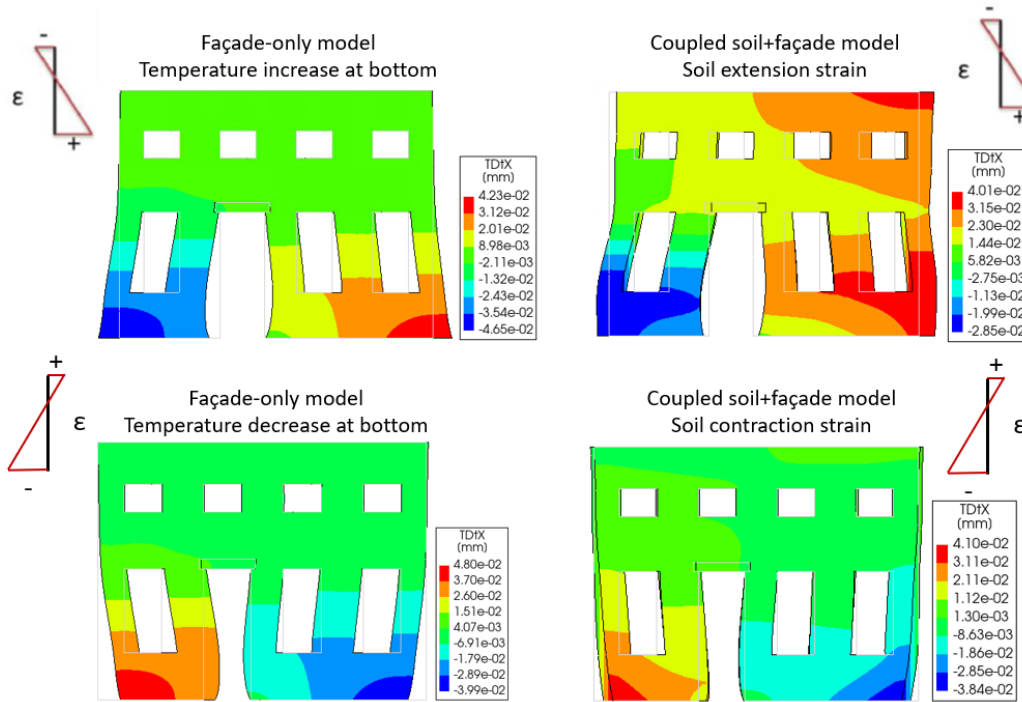 -
ε
+
Façade-only model
Temperature increase at bottom
TDtX
(mm)
4.23e-02
3.12e-02
2.01e-02
8.98e-03
-2.11e-03
-1.32e-02
-2.43e-02
-3.54e-02
-4.65e-02
Coupled soil+façade model
Soil extension strain
-
ε
+
TDtX
(mm)
4.01e-02
3.15e-02
2.30e-02
1.44e-02
5.82e-03
-2.75e-03
-1.13e-02
-1.99e-02
-2.85e-02
+
ε
-
Façade-only model
Temperature decrease at bottom
TDtX
(mm)
4.80e-02
3.70e-02
2.60e-02
1.51e-02
4.07e-03
-6.91e-03
-1.79e-02
-2.89e-02
-3.99e-02
Coupled soil+façade model
Soil contraction strain
+
ε
-
TDtX
(mm)
4.10e-02
3.11e-02
2.11e-02
1.12e-02
1.30e-03
-8.63e-03
-1.86e-02
-2.85e-02
-3.84e-02